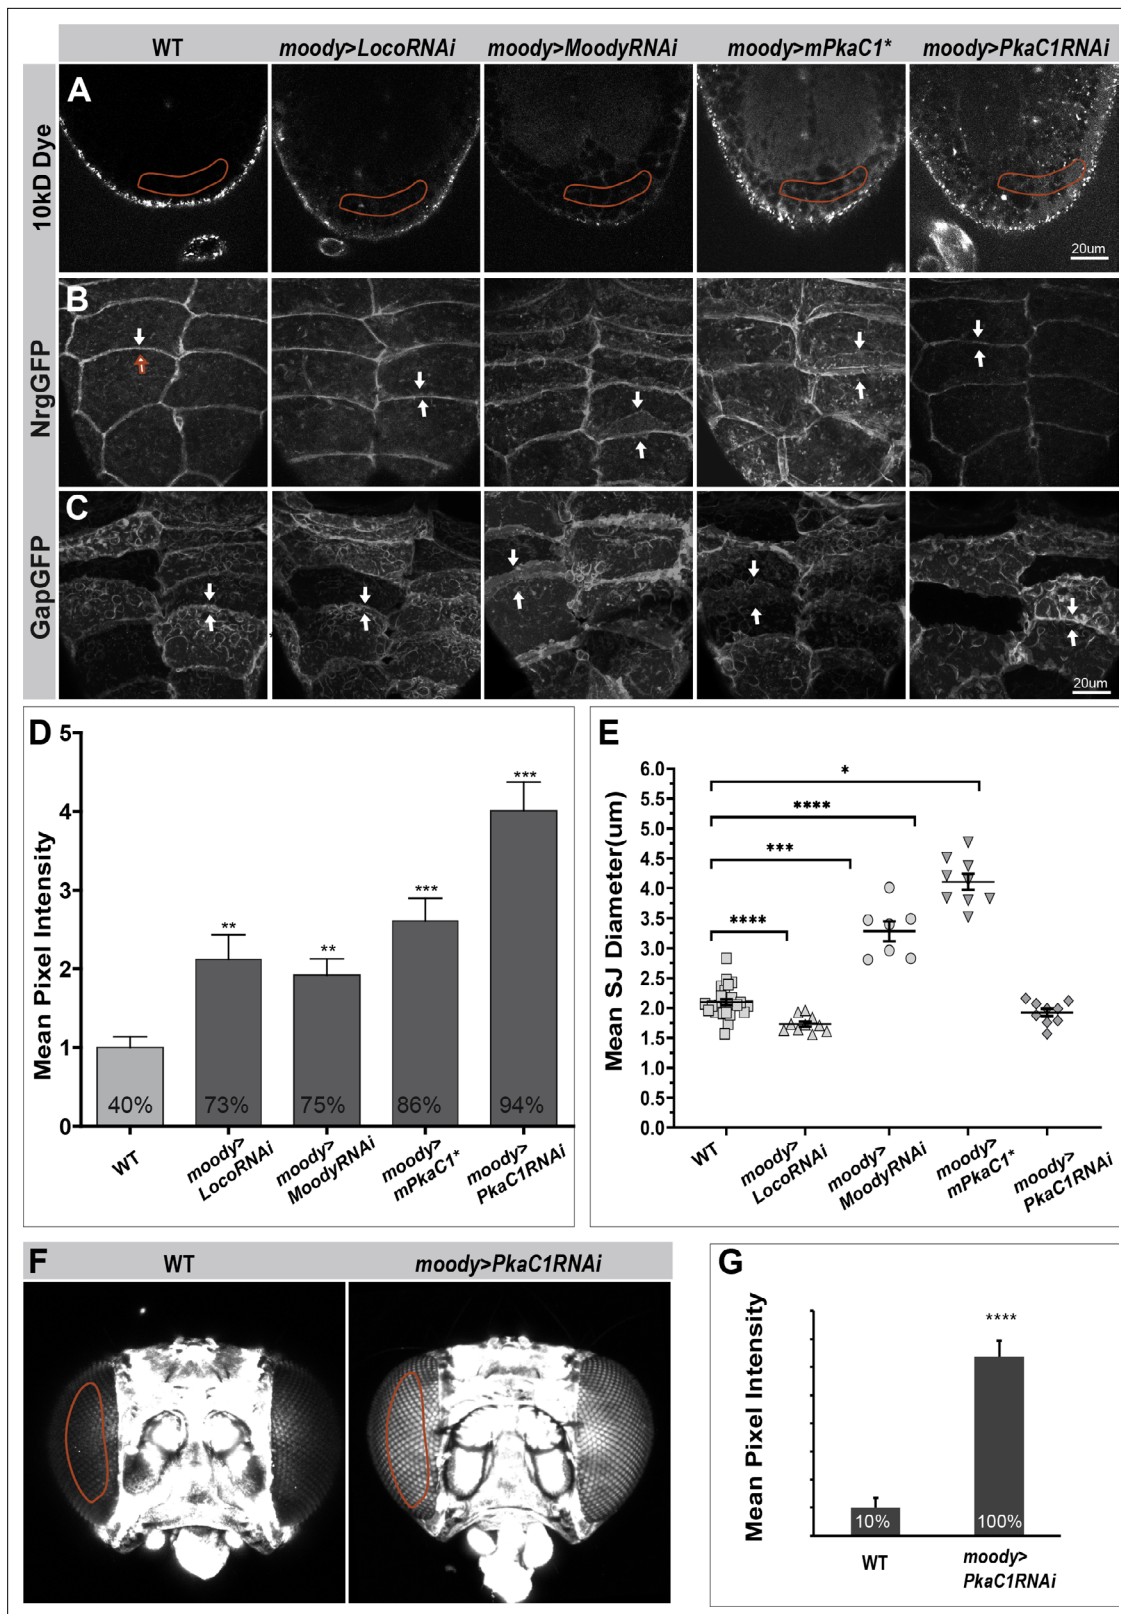 WT moody>LocoRNAi moody>MoodyRNAi moody>mPkaC1* moody>PkaC1RNAi
10kD Dye
A
20um
NrgGFP
B
GapGFP
C
20um
D
Mean Pixel Intensity
5
4
3
2
1
0
**
**
***
***
40% 73% 75% 86% 94%
WT
moody>
LocoRNAi
moody>
MoodyRNAi
moody>
mPkaC1*
moody>
PkaC1RNAi
E
Mean SJ Diameter(um)
6.0
5.5
5.0
4.5
4.0
3.5
3.0
2.5
2.0
1.5
1.0
0.5
0.0
*
****
***
****
WT
moody>
LocoRNAi
moody>
MoodyRNAi
moody>
mPkaC1*
moody>
PkaC1RNAi
F
WT moody>PkaC1RNAi
G
Mean Pixel Intensity
****
10% 100%
WT
moody>
PkaC1RNAi